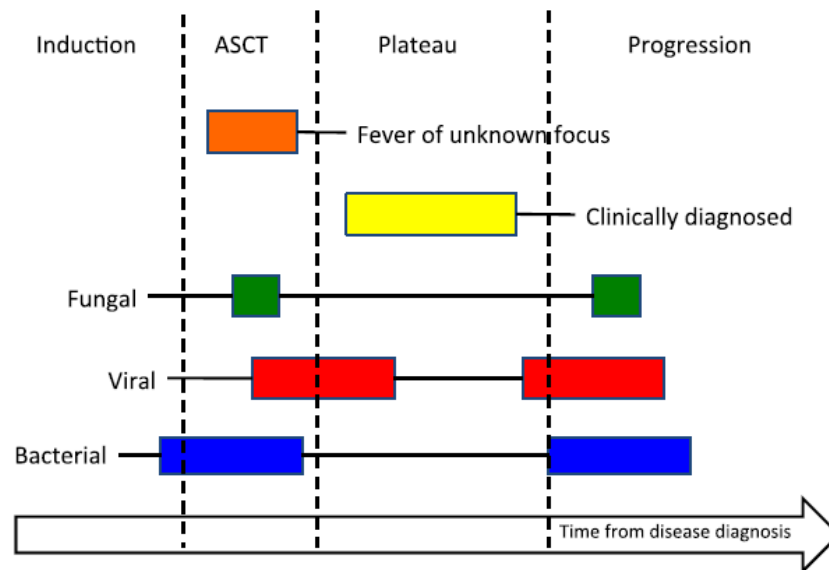 Induction
ASCT
Plateau
Progression
Fever of unknown focus
Clinically diagnosed
Fungal
Viral
Bacterial
Time from disease diagnosis